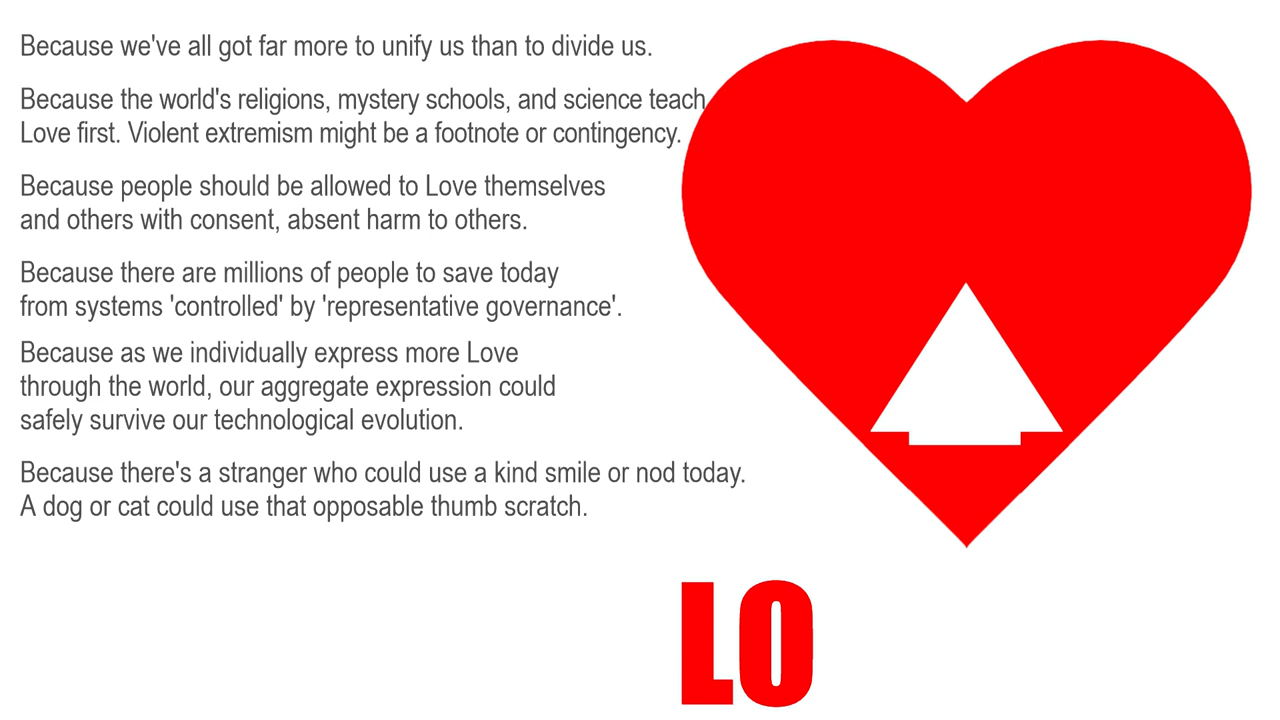 Because we've all got far more to unify us than to divide us.
Because the world's religions, mystery schools, and science teach
Love first. Violent extremism might be a footnote or contingency.
Because people should be allowed to Love themselves
and others with consent, absent harm to others.
Because there are millions of people to save today
from systems 'controlled' by 'representative governance'.
Because as we individually express more Love
through the world, our aggregate expression could
safely survive our technological evolution.
Because there's a stranger who could use a kind smile or nod today.
A dog or cat could use that opposable thumb scratch.
LO